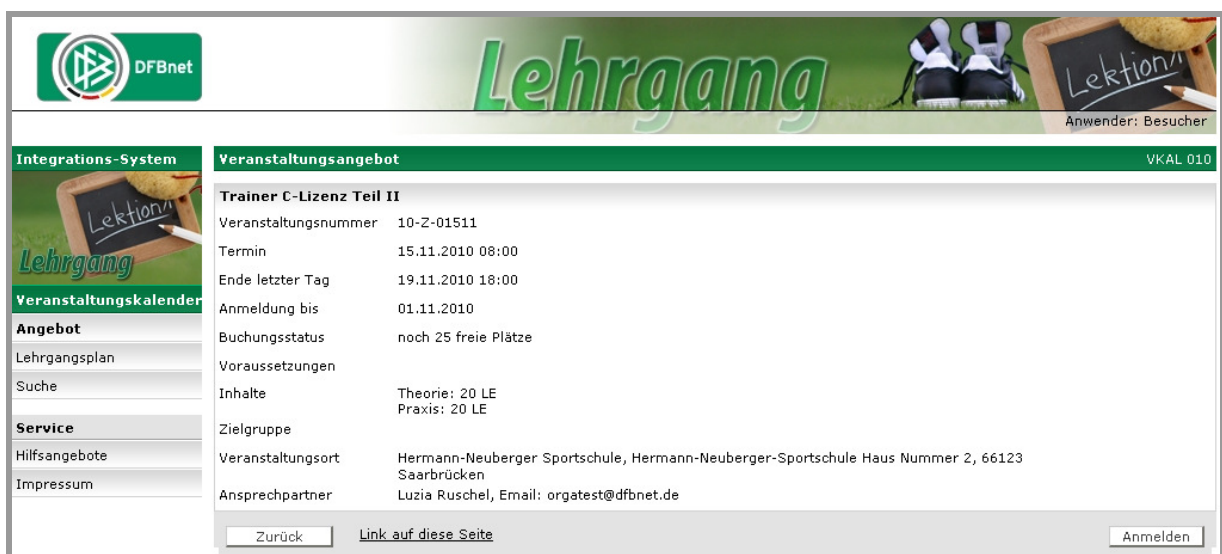 DFBnet
Lehrgang
Lektion
Anwender: Besucher
Integrations-System
Lektion
Lehrgang
Veranstaltungskalender
Angebot
Lehrgangsplan
Suche
Service
Hilfsangebote
Impressum
Veranstaltungsangebot VKAL 010
Trainer C-Lizenz Teil II
Veranstaltungsnummer 10-Z-01511
Termin 15.11.2010 08:00
Ende letzter Tag 19.11.2010 18:00
Anmeldung bis 01.11.2010
Buchungsstatus noch 25 freie Plätze
Voraussetzungen
Inhalte Theorie: 20 LE
Praxis: 20 LE
Zielgruppe
Veranstaltungsort Hermann-Neuberger Sportschule, Hermann-Neuberger-Sportschule Haus Nummer 2, 66123
Saarbrücken
Ansprechpartner Luzia Ruschel, Email: orgatest@dfbnet.de
Zurück Link auf diese Seite Anmelden